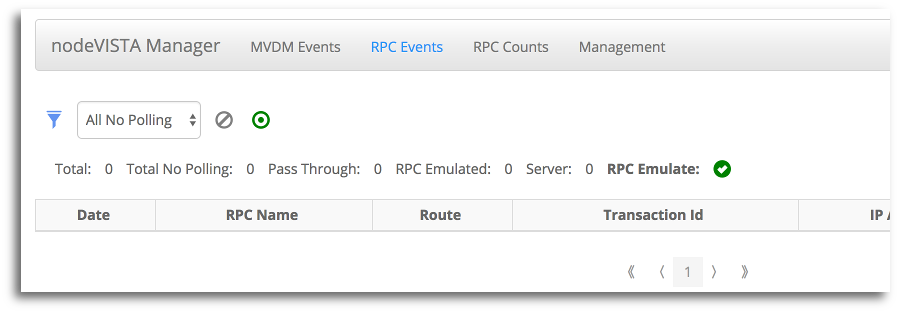 nodeVISTA Manager MVDM Events RPC Events RPC Counts Management
All No Polling
Total: 0 Total No Polling: 0 Pass Through: 0 RPC Emulated: 0 Server: 0 RPC Emulate:
Date RPC Name Route Transaction Id IP
《 〈 1 〉 》